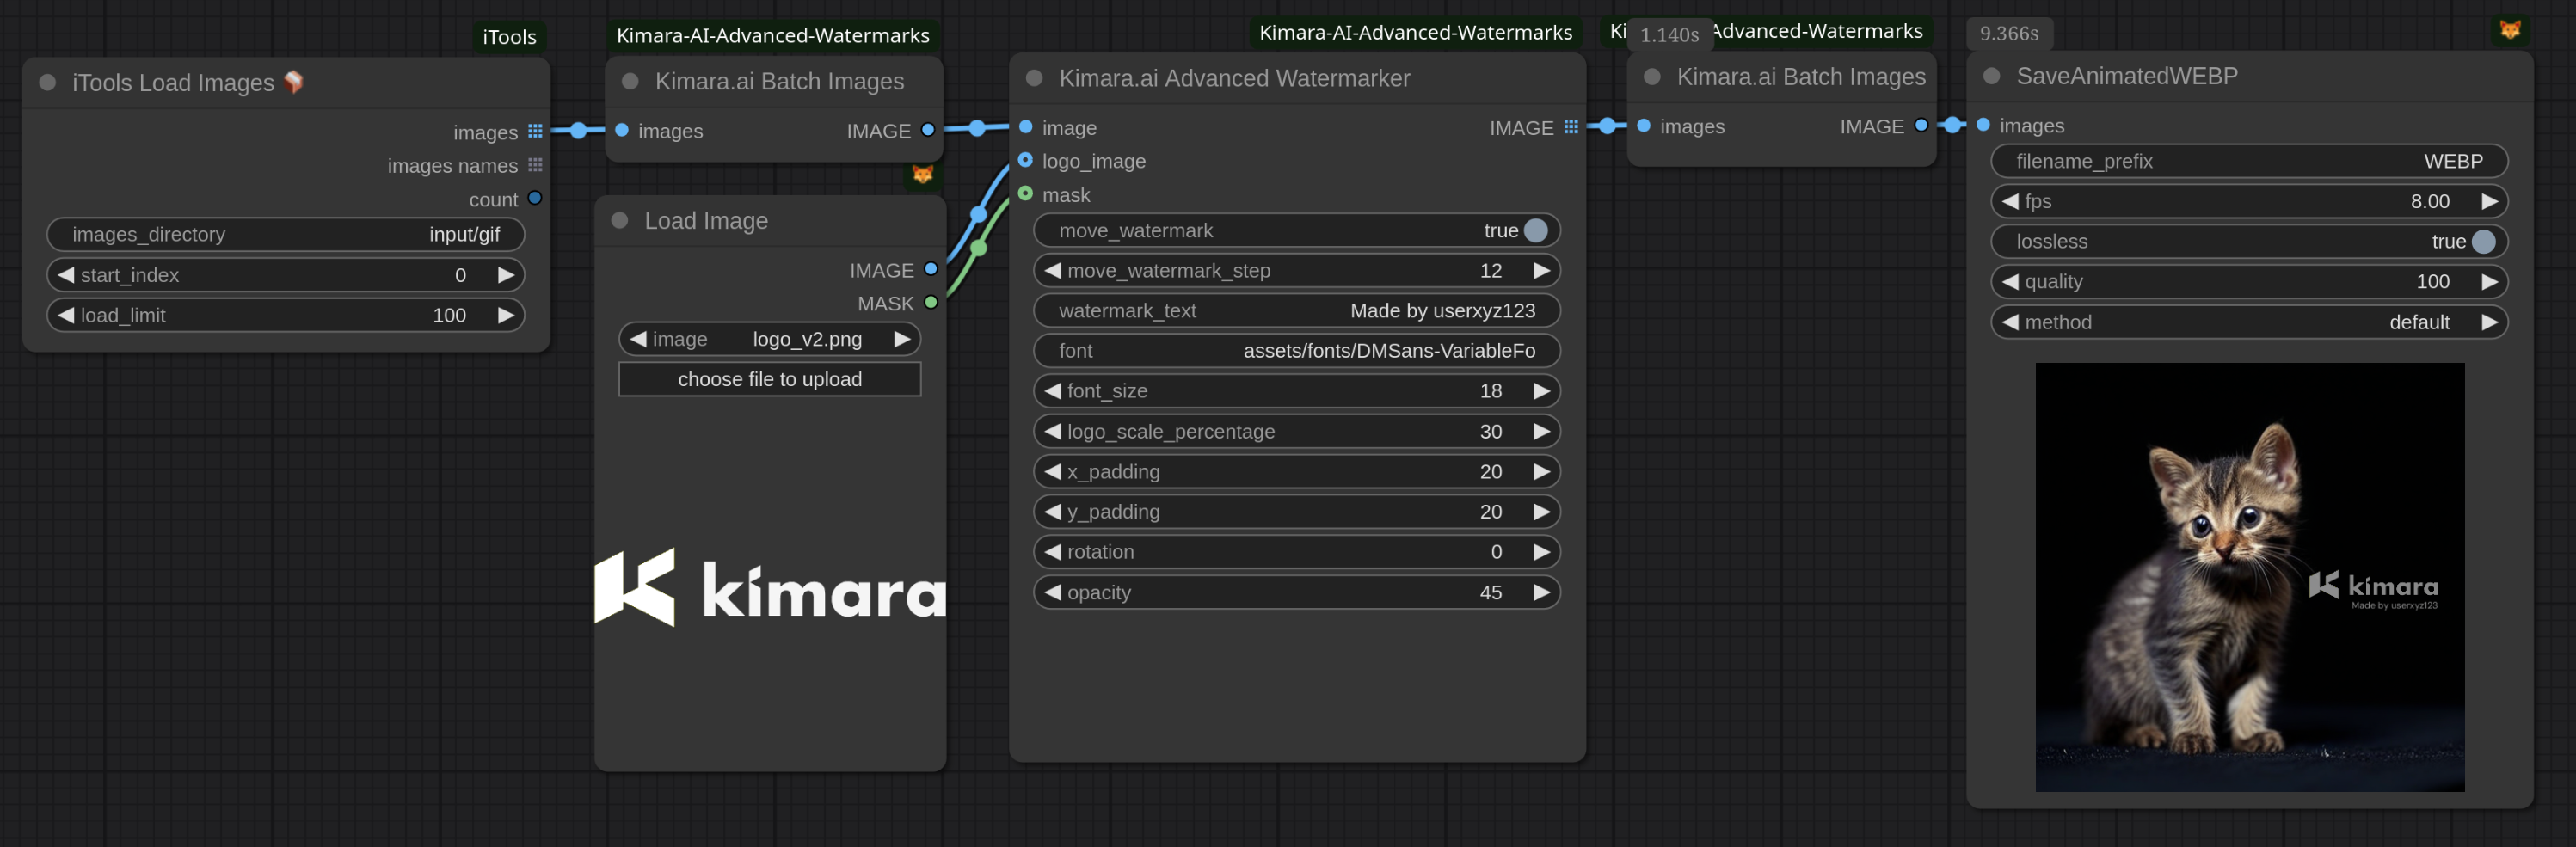 iTools
iTools Load Images
images
images names
count
images_directory input/gif
start_index 0
load_limit 100
Kimara-AI-Advanced-Watermarks
Kimara.ai Batch Images
images IMAGE
Load Image
IMAGE
MASK
image logo_v2.png
choose file to upload
kimara
Kimara-AI-Advanced-Watermarks
Kimara.ai Advanced Watermarker
image IMAGE
logo_image
mask
move_watermark true
move_watermark_step 12
watermark_text Made by userxyz123
font assets/fonts/DMSans-VariableFo
font_size 18
logo_scale_percentage 30
x_padding 20
y_padding 20
rotation 0
opacity 45
Ki 1.140s Advanced-Watermarks
Kimara.ai Batch Images
images IMAGE
9.366s
SaveAnimatedWEBP
images
filename_prefix WEBP
fps 8.00
lossless true
quality 100
method default
kimara
Made by userxyz123